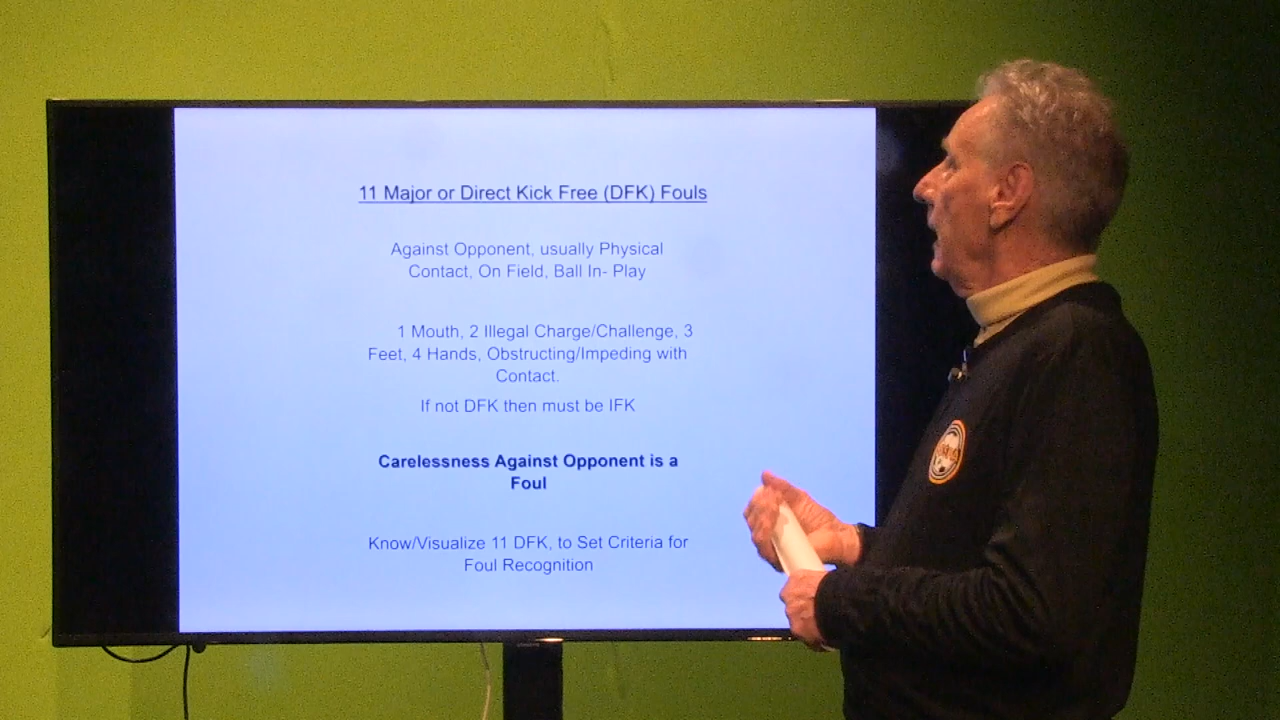 11 Major or Direct Kick Free (DFK) Fouls
Against Opponent, usually Physical
Contact, On Field, Ball In- Play
1 Mouth, 2 Illegal Charge/Challenge, 3
Feet, 4 Hands, Obstructing/Impeding with
Contact.
If not DFK then must be IFK
Carelessness Against Opponent is a
Foul
Know/Visualize 11 DFK, to Set Criteria for
Foul Recognition